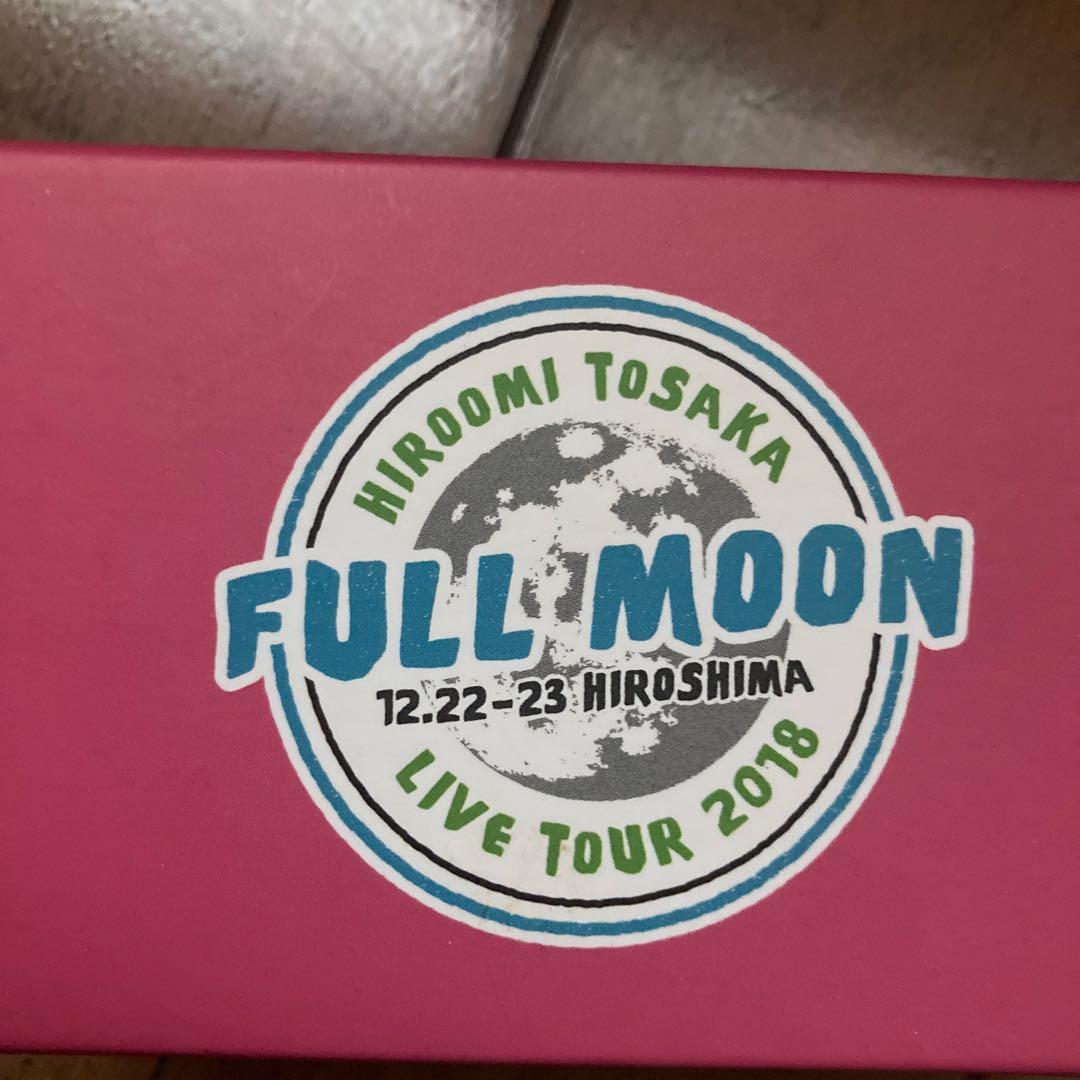 HIROOMI TOSAKA
FULL MOON
12.22-23 HIROSHIMA
LIVE TOUR 2018